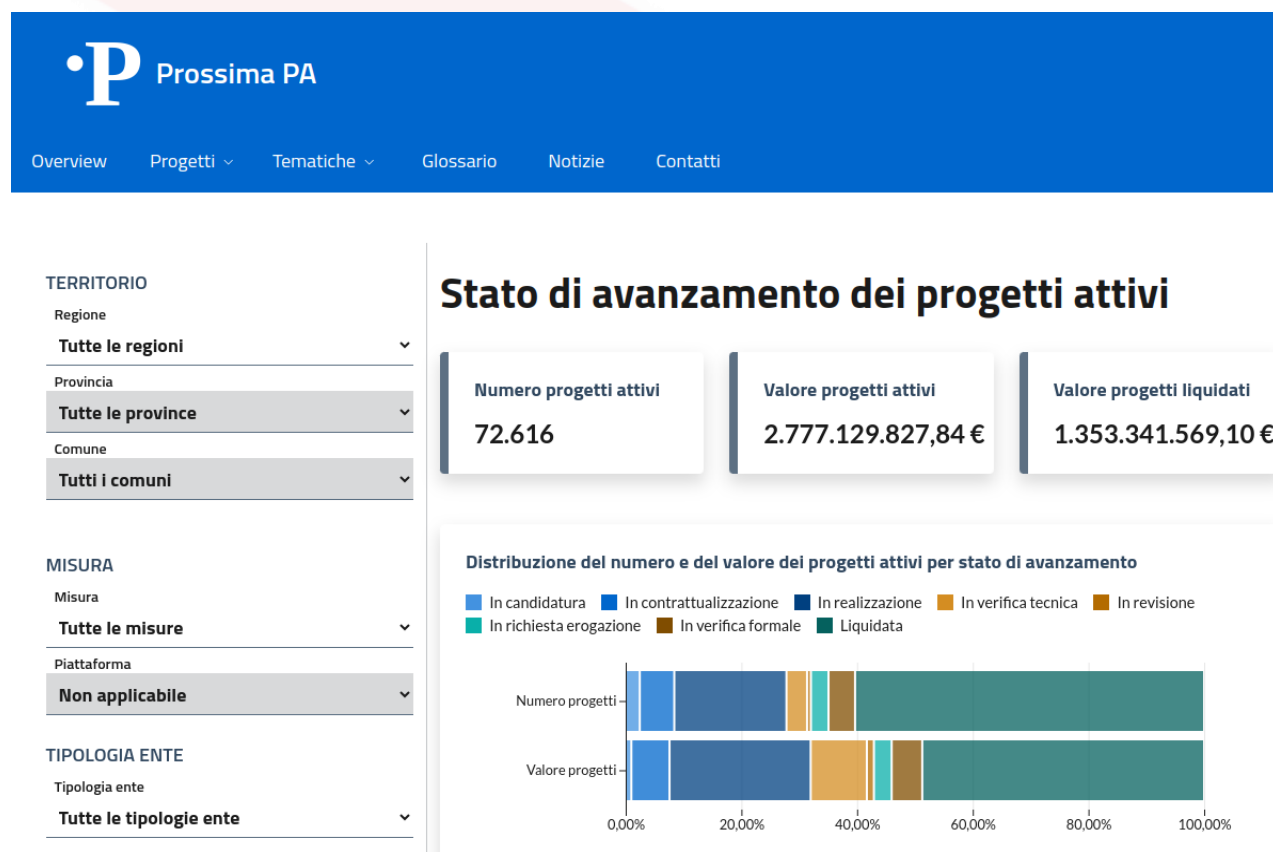 P
Prossima PA
Overview Progetti Tematiche Glossario Notizie Contatti
TERRITORIO
Regione
Tutte le regioni
Provincia
Tutte le province
Comune
Tutti i comuni
MISURA
Misura
Tutte le misure
Piattaforma
Non applicabile
TIPOLOGIA ENTE
Tipologia ente
Tutte le tipologie ente
Stato di avanzamento dei progetti attivi
Numero progetti attivi
72.616
Valore progetti attivi
2.777.129.827,84 €
Valore progetti liquidati
1.353.341.569,10 €
Distribuzione del numero e del valore dei progetti attivi per stato di avanzamento
In candidatura In contrattualizzazione In realizzazione In verifica tecnica In revisione
In richiesta erogazione In verifica formale Liquidata
Numero progetti
Valore progetti
0,00% 20,00% 40,00% 60,00% 80,00% 100,00%